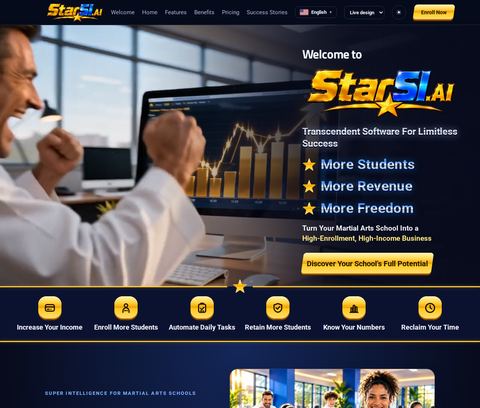 StarSI.AI
Welcome
Home
Features
Benefits
Pricing
Success Stories
English
Live design
Enroll Now
Welcome to
StarSI.AI
Transcendent Software For Limitless
Success
More Students
More Revenue
More Freedom
Turn Your Martial Arts School Into a
High-Enrollment, High-Income Business
Discover Your School's Full Potential
Increase Your Income
Enroll More Students
Automate Daily Tasks
Retain More Students
Know Your Numbers
Reclaim Your Time
SUPER INTELLIGENCE FOR MARTIAL ARTS SCHOOLS